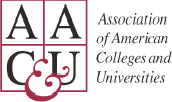 AA
C&U
Association
of American
Colleges and
Universities